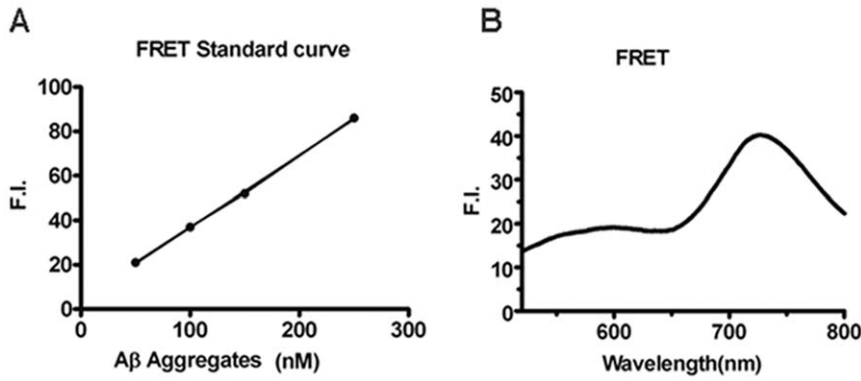 A
FRET Standard curve
100
80
60
40
20
0
F.I.
0 100 200 300
Aβ Aggregates (nM)
B
FRET
50
40
30
20
10
0
F.I.
600 700 800
Wavelength(nm)